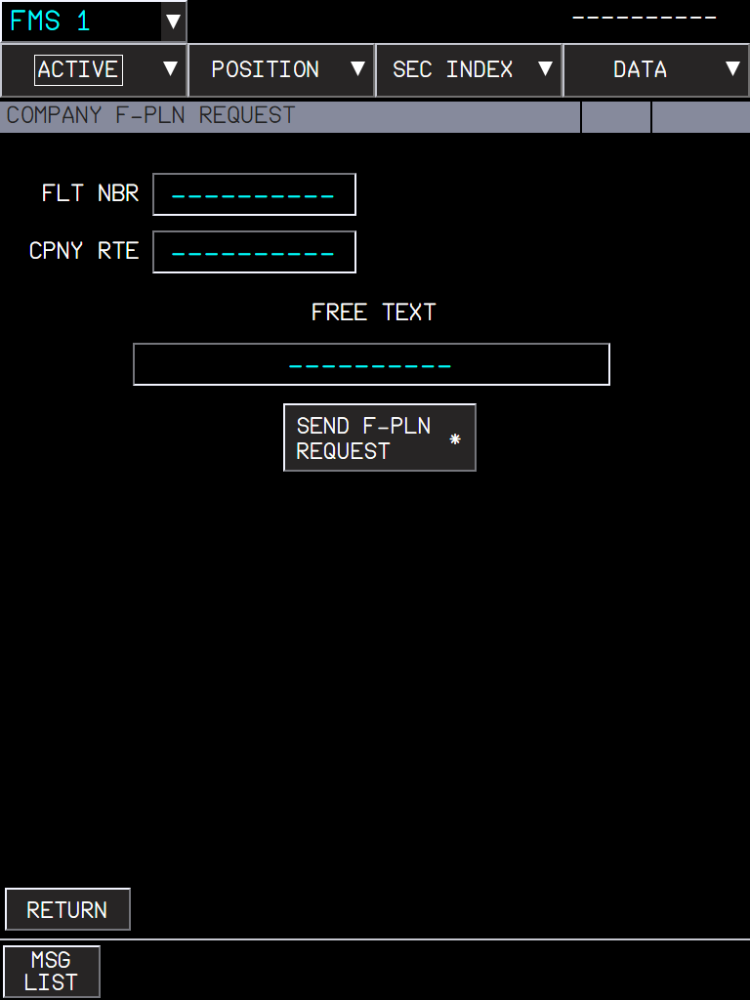 FMS 1 ▼ ----------
ACTIVE ▼ POSITION ▼ SEC INDEX ▼ DATA ▼
COMPANY F-PLN REQUEST
FLT NBR ----------
CPNY RTE ----------
FREE TEXT
----------
SEND F-PLN
REQUEST *
RETURN
MSG
LIST